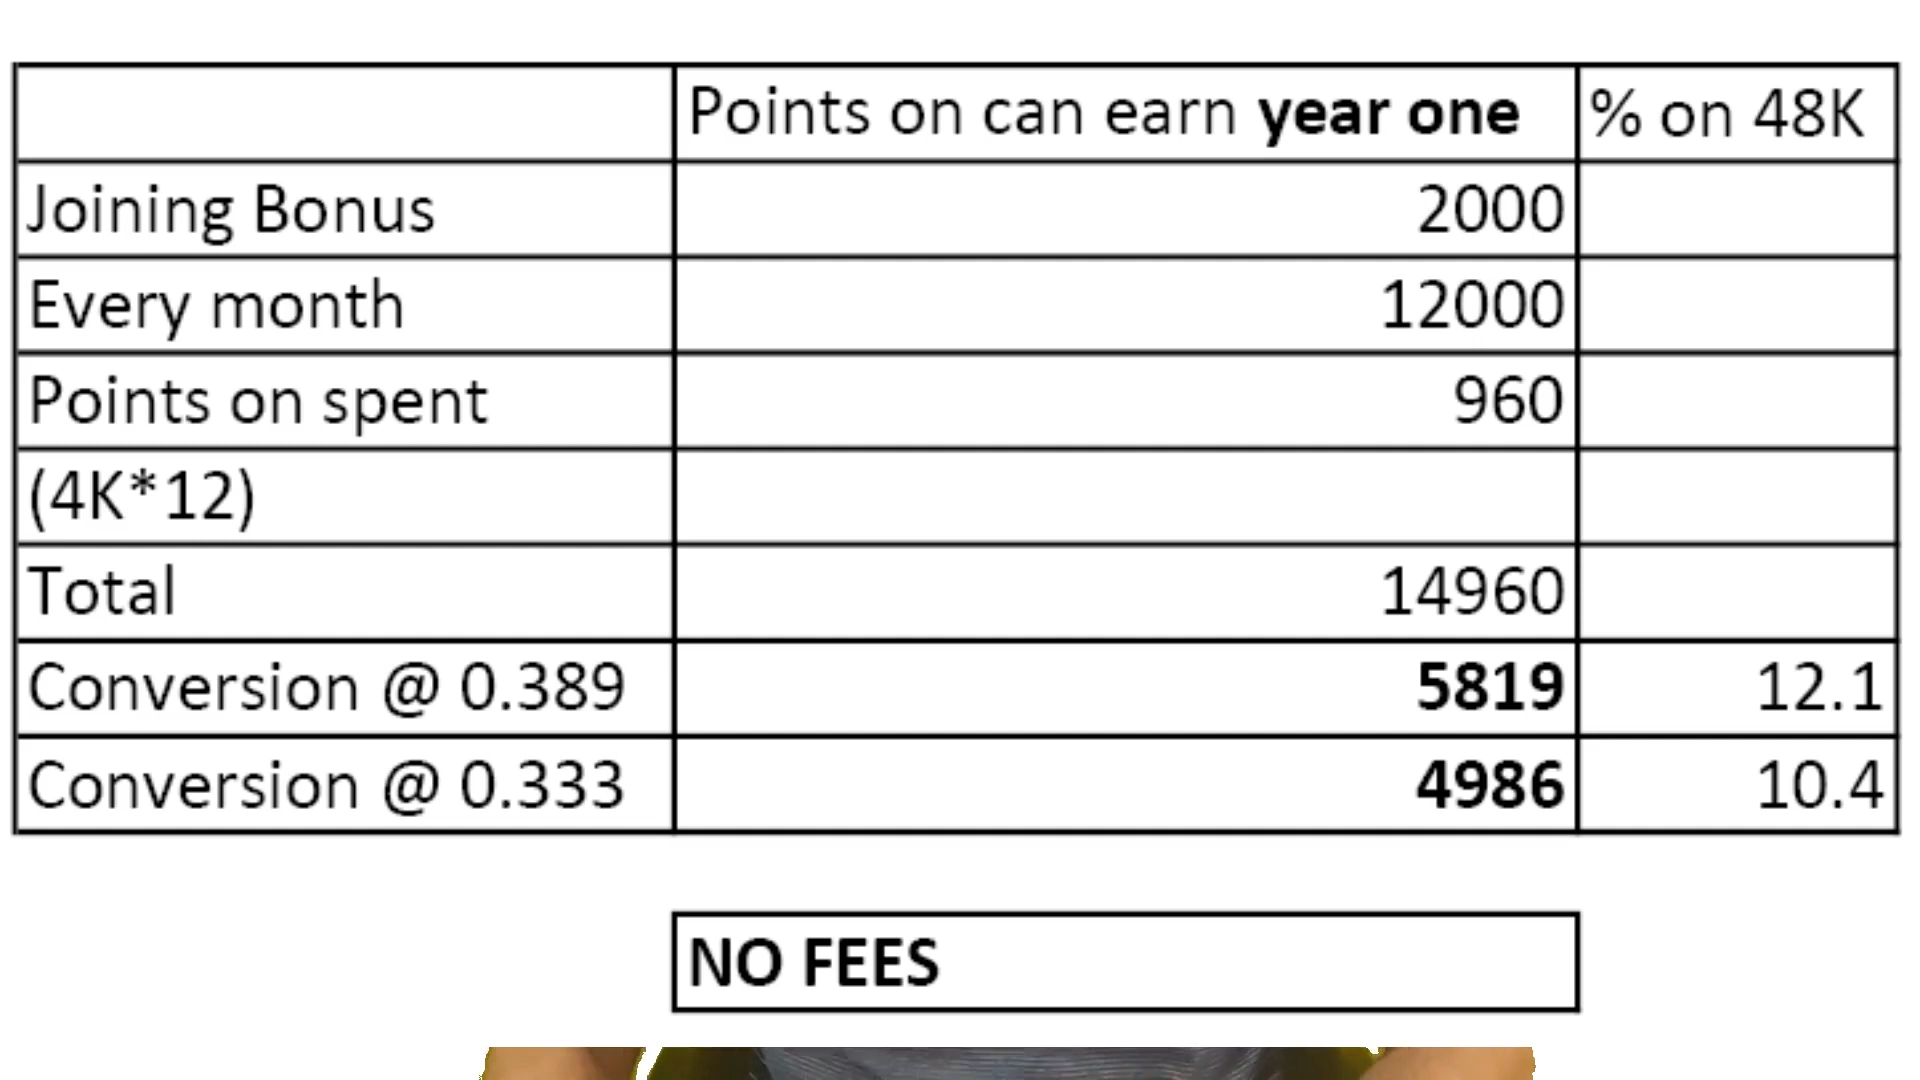 Points on can earn year one % on 48K
Joining Bonus 2000
Every month 12000
Points on spent 960
(4K*12)
Total 14960
Conversion @ 0.389 5819 12.1
Conversion @ 0.333 4986 10.4
NO FEES